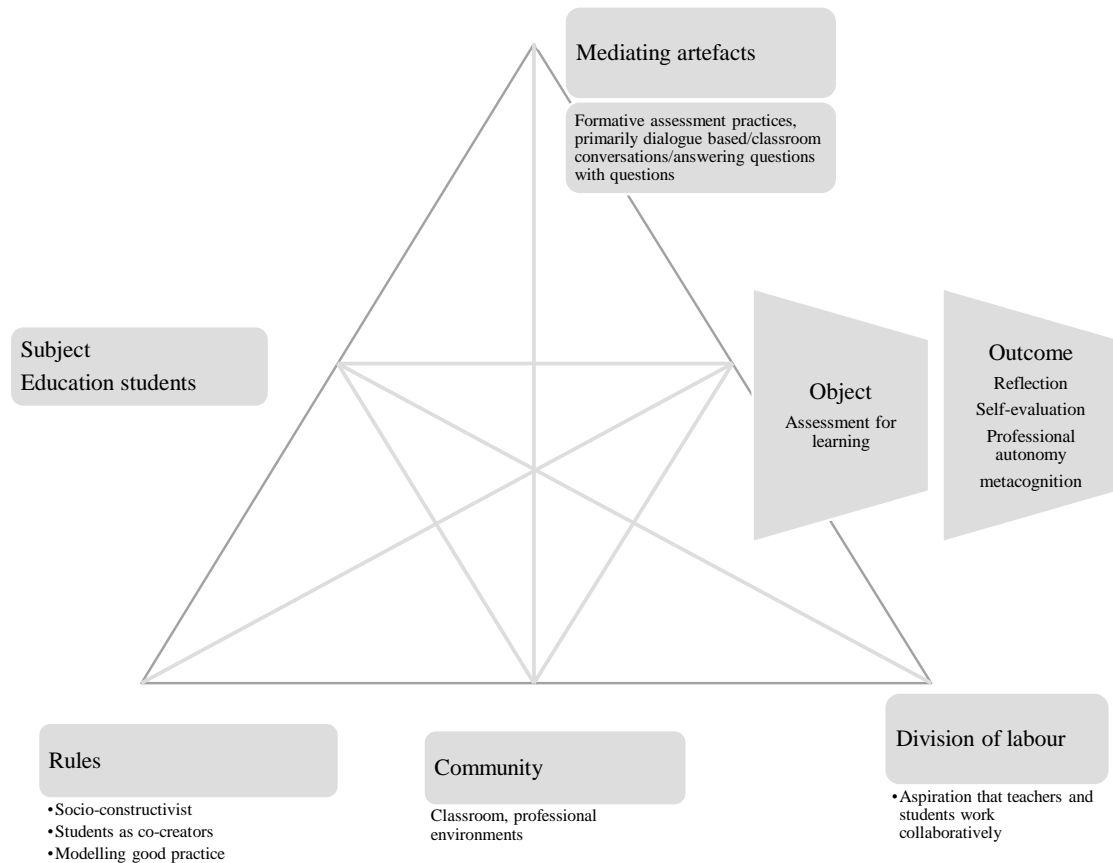 Mediating artefacts
Formative assessment practices,
primarily dialogue based/classroom
conversations/answering questions
with questions
Subject
Education students
Object
Assessment for
learning
Outcome
Reflection
Self-evaluation
Professional
autonomy
metacognition
Rules
•Socio-constructivist
•Students as co-creators
•Modelling good practice
Community
Classroom, professional
environments
Division of labour
•Aspiration that teachers and
students work
collaboratively